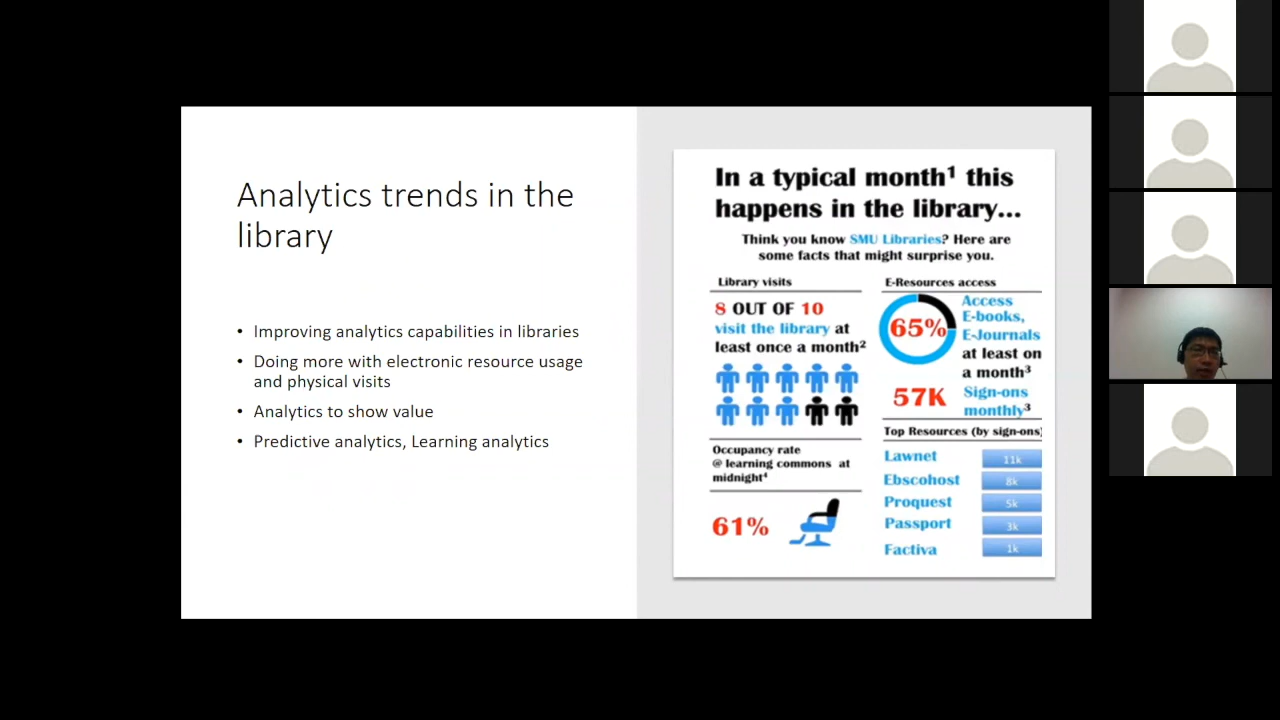 Analytics trends in the
library
• Improving analytics capabilities in libraries
• Doing more with electronic resource usage
and physical visits
• Analytics to show value
• Predictive analytics, Learning analytics
In a typical month¹ this
happens in the library...
Think you know SMU Libraries? Here are
some facts that might surprise you.
Library visits
8 OUT OF 10
visit the library at
least once a month²
Occupancy rate
@ learning commons at
midnight⁴
61%
E-Resources access
65%
Access
E-books,
E-Journals
at least on
a month³
57K
Sign-ons
monthly³
Top Resources (by sign-ons)
Lawnet 11k
Ebscohost 8k
Proquest 5k
Passport 3k
Factiva 1k